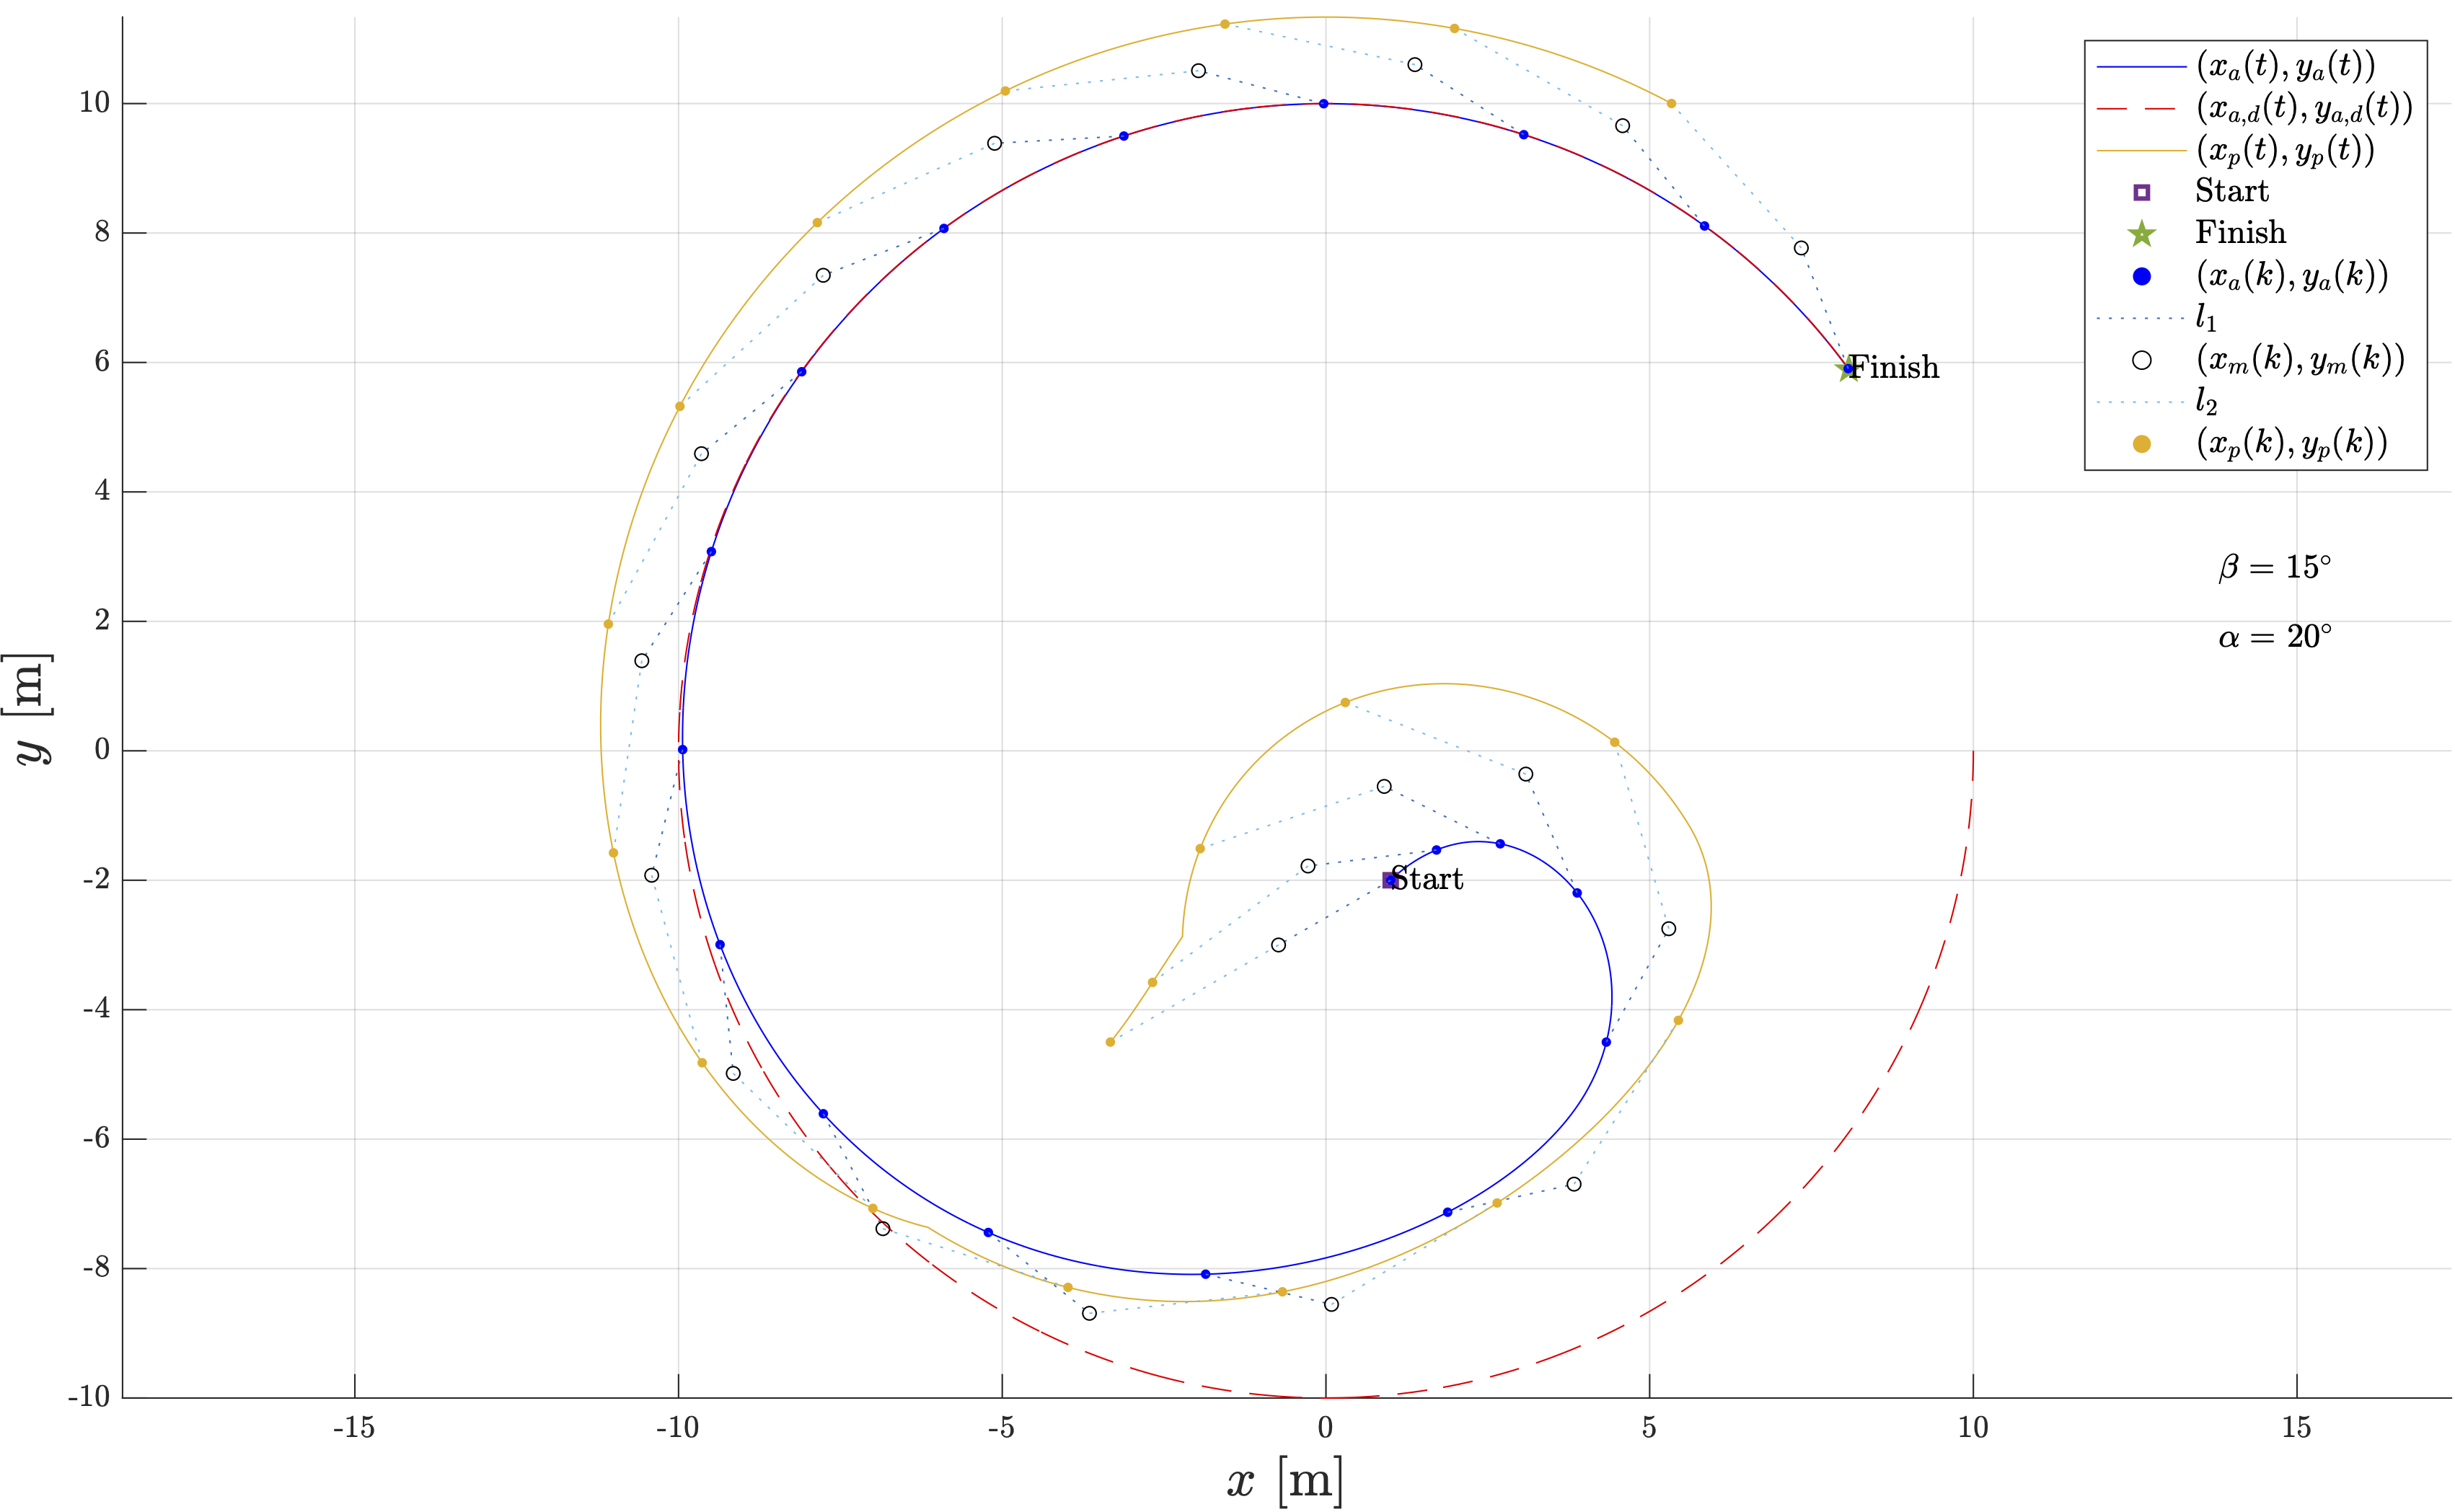 (x_a(t), y_a(t))
(x_{a,d}(t), y_{a,d}(t))
(x_p(t), y_p(t))
Start
Finish
(x_a(k), y_a(k))
l_1
(x_m(k), y_m(k))
l_2
(x_p(k), y_p(k))
10
8
6
4
2
0
-2
-4
-6
-8
-10
y [m]
Finish
β = 15°
α = 20°
Start
-15 -10 -5 0 5 10 15
x [m]